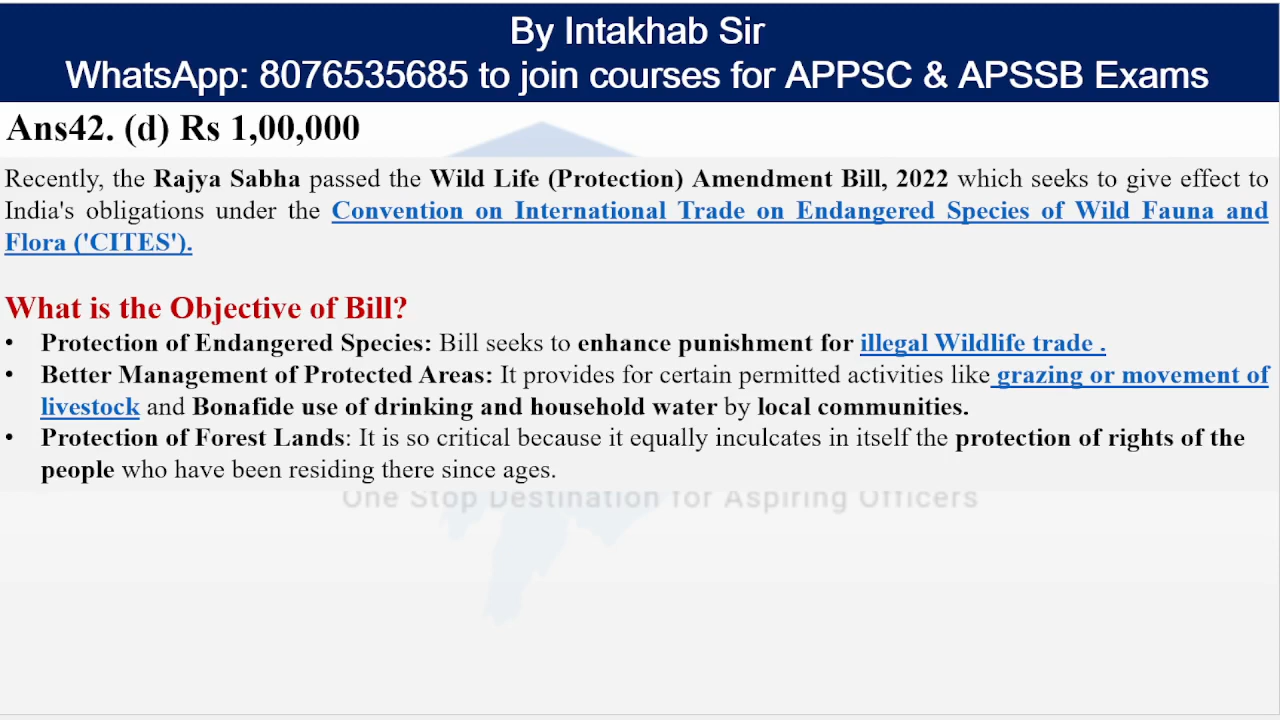 By Intakhab Sir
WhatsApp: 8076535685 to join courses for APPSC & APSSB Exams
Ans42. (d) Rs 1,00,000
Recently, the Rajya Sabha passed the Wild Life (Protection) Amendment Bill, 2022 which seeks to give effect to
India's obligations under the Convention on International Trade on Endangered Species of Wild Fauna and
Flora ('CITES').
What is the Objective of Bill?
• Protection of Endangered Species: Bill seeks to enhance punishment for illegal Wildlife trade .
• Better Management of Protected Areas: It provides for certain permitted activities like grazing or movement of
livestock and Bonafide use of drinking and household water by local communities.
• Protection of Forest Lands: It is so critical because it equally inculcates in itself the protection of rights of the
people who have been residing there since ages.
One Stop Destination for Aspiring Officers